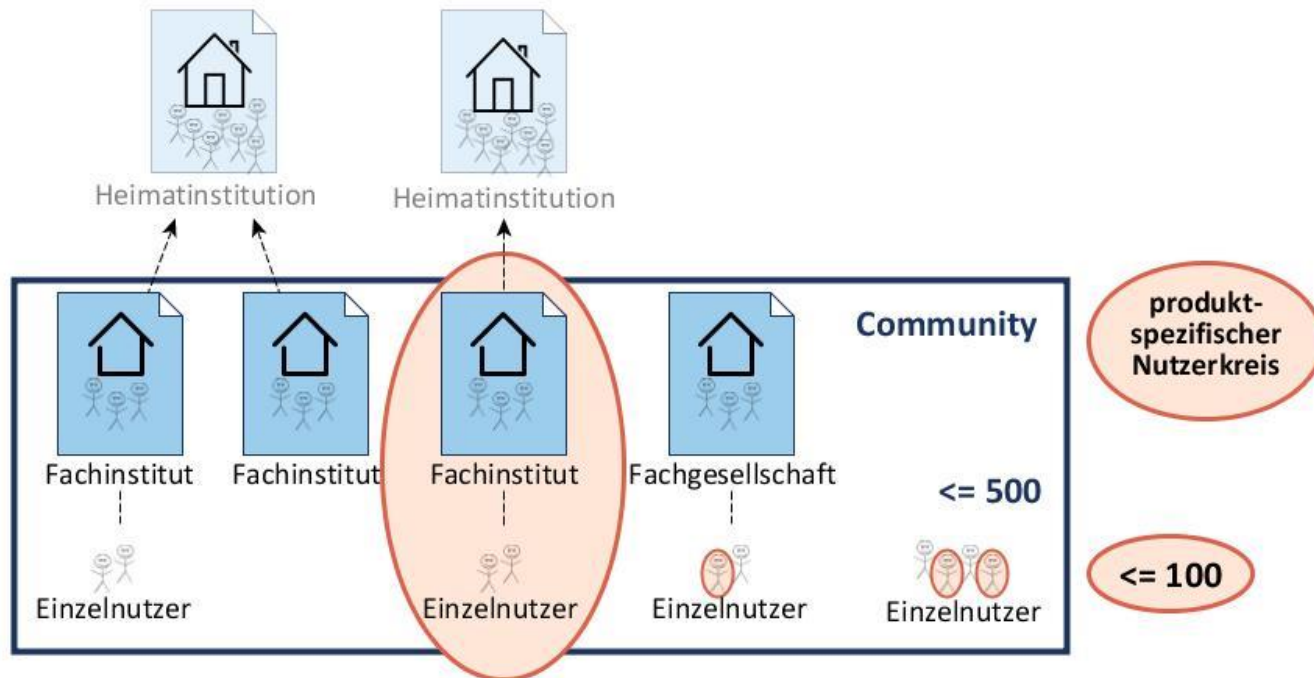 Heimatinstitution
Heimatinstitution
Community
produkt-
spezifischer
Nutzerkreis
Fachinstitut
Fachinstitut
Fachinstitut
Fachgesellschaft
<= 500
<= 100
Einzelnutzer
Einzelnutzer
Einzelnutzer
Einzelnutzer